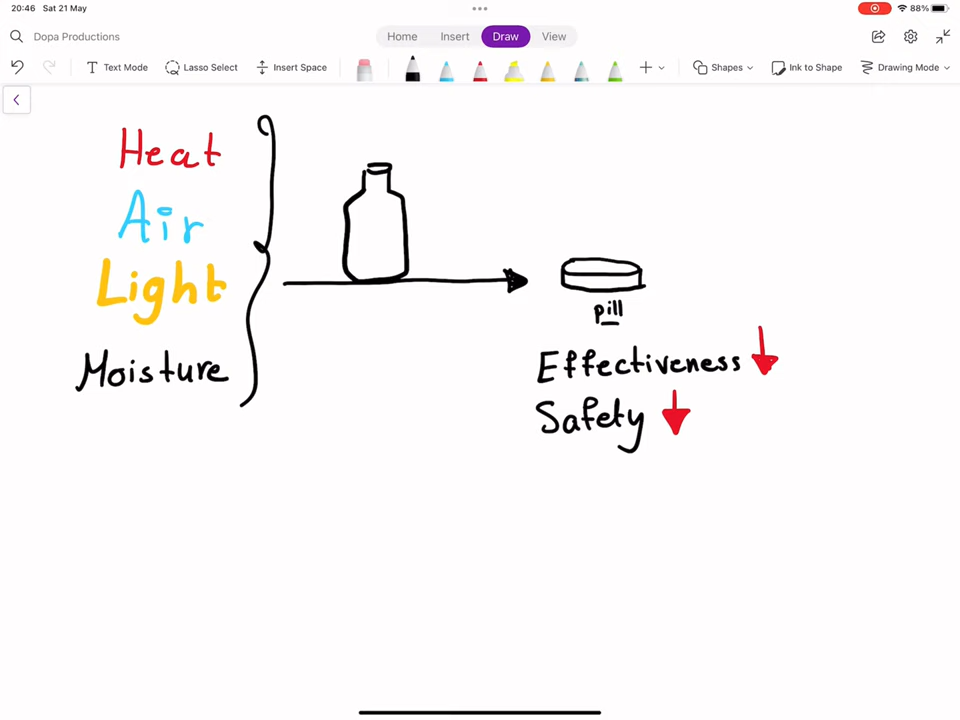 20:46 Sat 21 May
88%
Dopa Productions
Home Insert Draw View
Text Mode Lasso Select Insert Space Shapes Ink to Shape Drawing Mode
Heat
Air
Light
Moisture
pill
Effectiveness
Safety